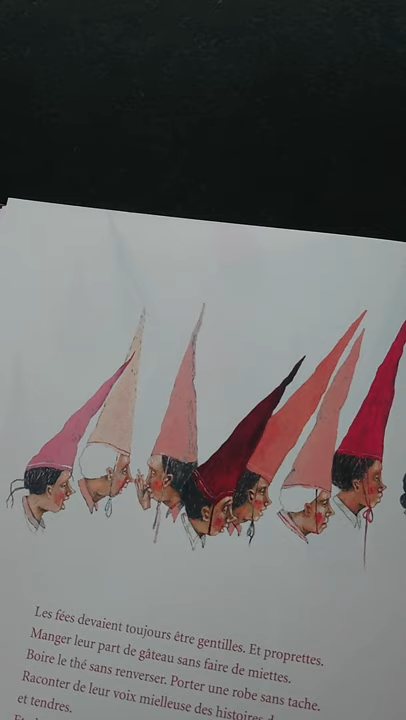 Les fées devaient toujours être gentilles. Et proprettes.
Manger leur part de gâteau sans faire de miettes.
Boire le thé sans renverser. Porter une robe sans tache.
Raconter de leur voix mielleuse des histoires
et tendres.